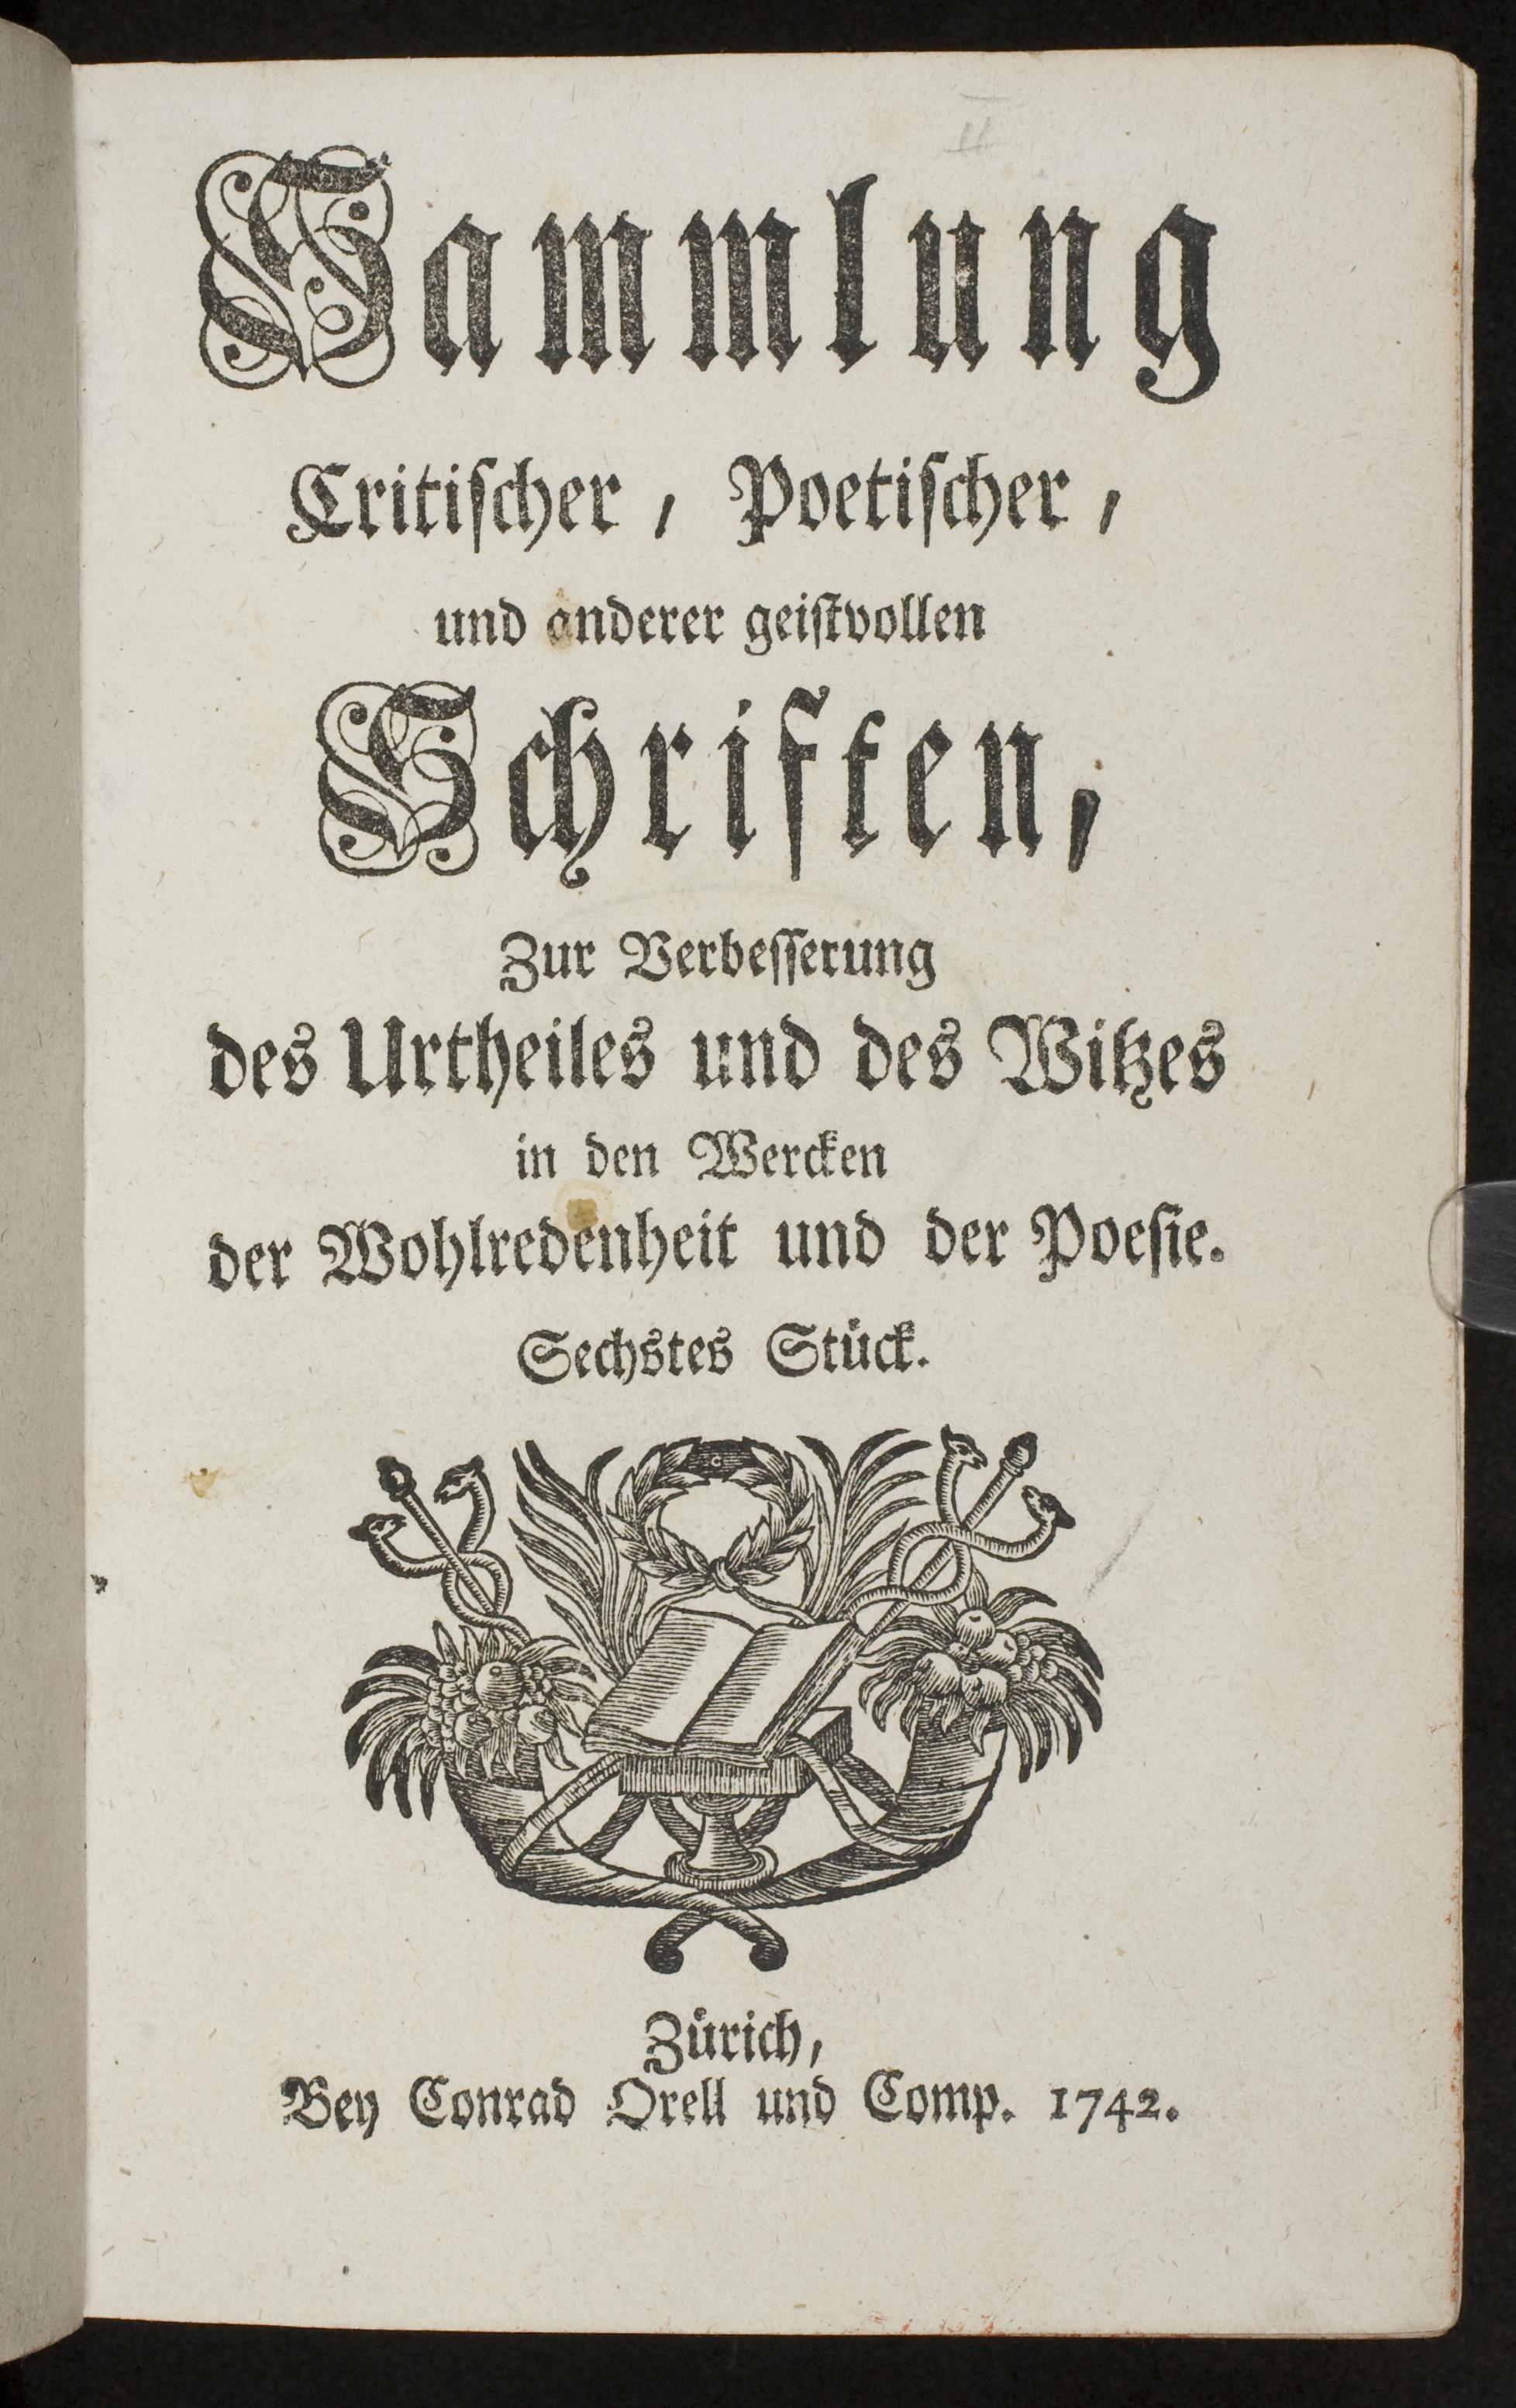 Sammlung
Critischer, Poetischer,
und anderer geistvollen
Schriften,
Zur Verbesserung
des Urtheiles und des Witzes
in den Wercken
der Wohlredenheit und der Poesie.
Sechstes Stück.
Zürich,
Bey Conrad Orell und Comp. 1742.